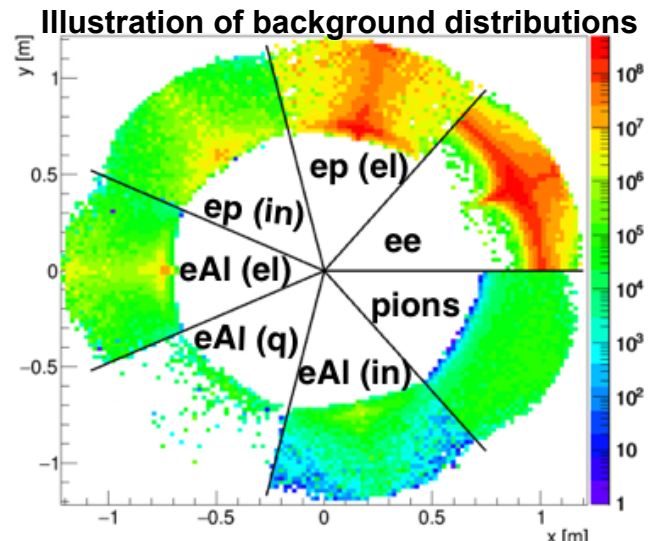 Illustration of background distributions
y [m]
1
0.5
0
−0.5
−1
−1
−0.5
0
0.5
1
x [m]
ep (el)
ee
ep (in)
eAl (el)
pions
eAl (q)
eAl (in)
10⁸
10⁷
10⁶
10⁵
10⁴
10³
10²
10
1